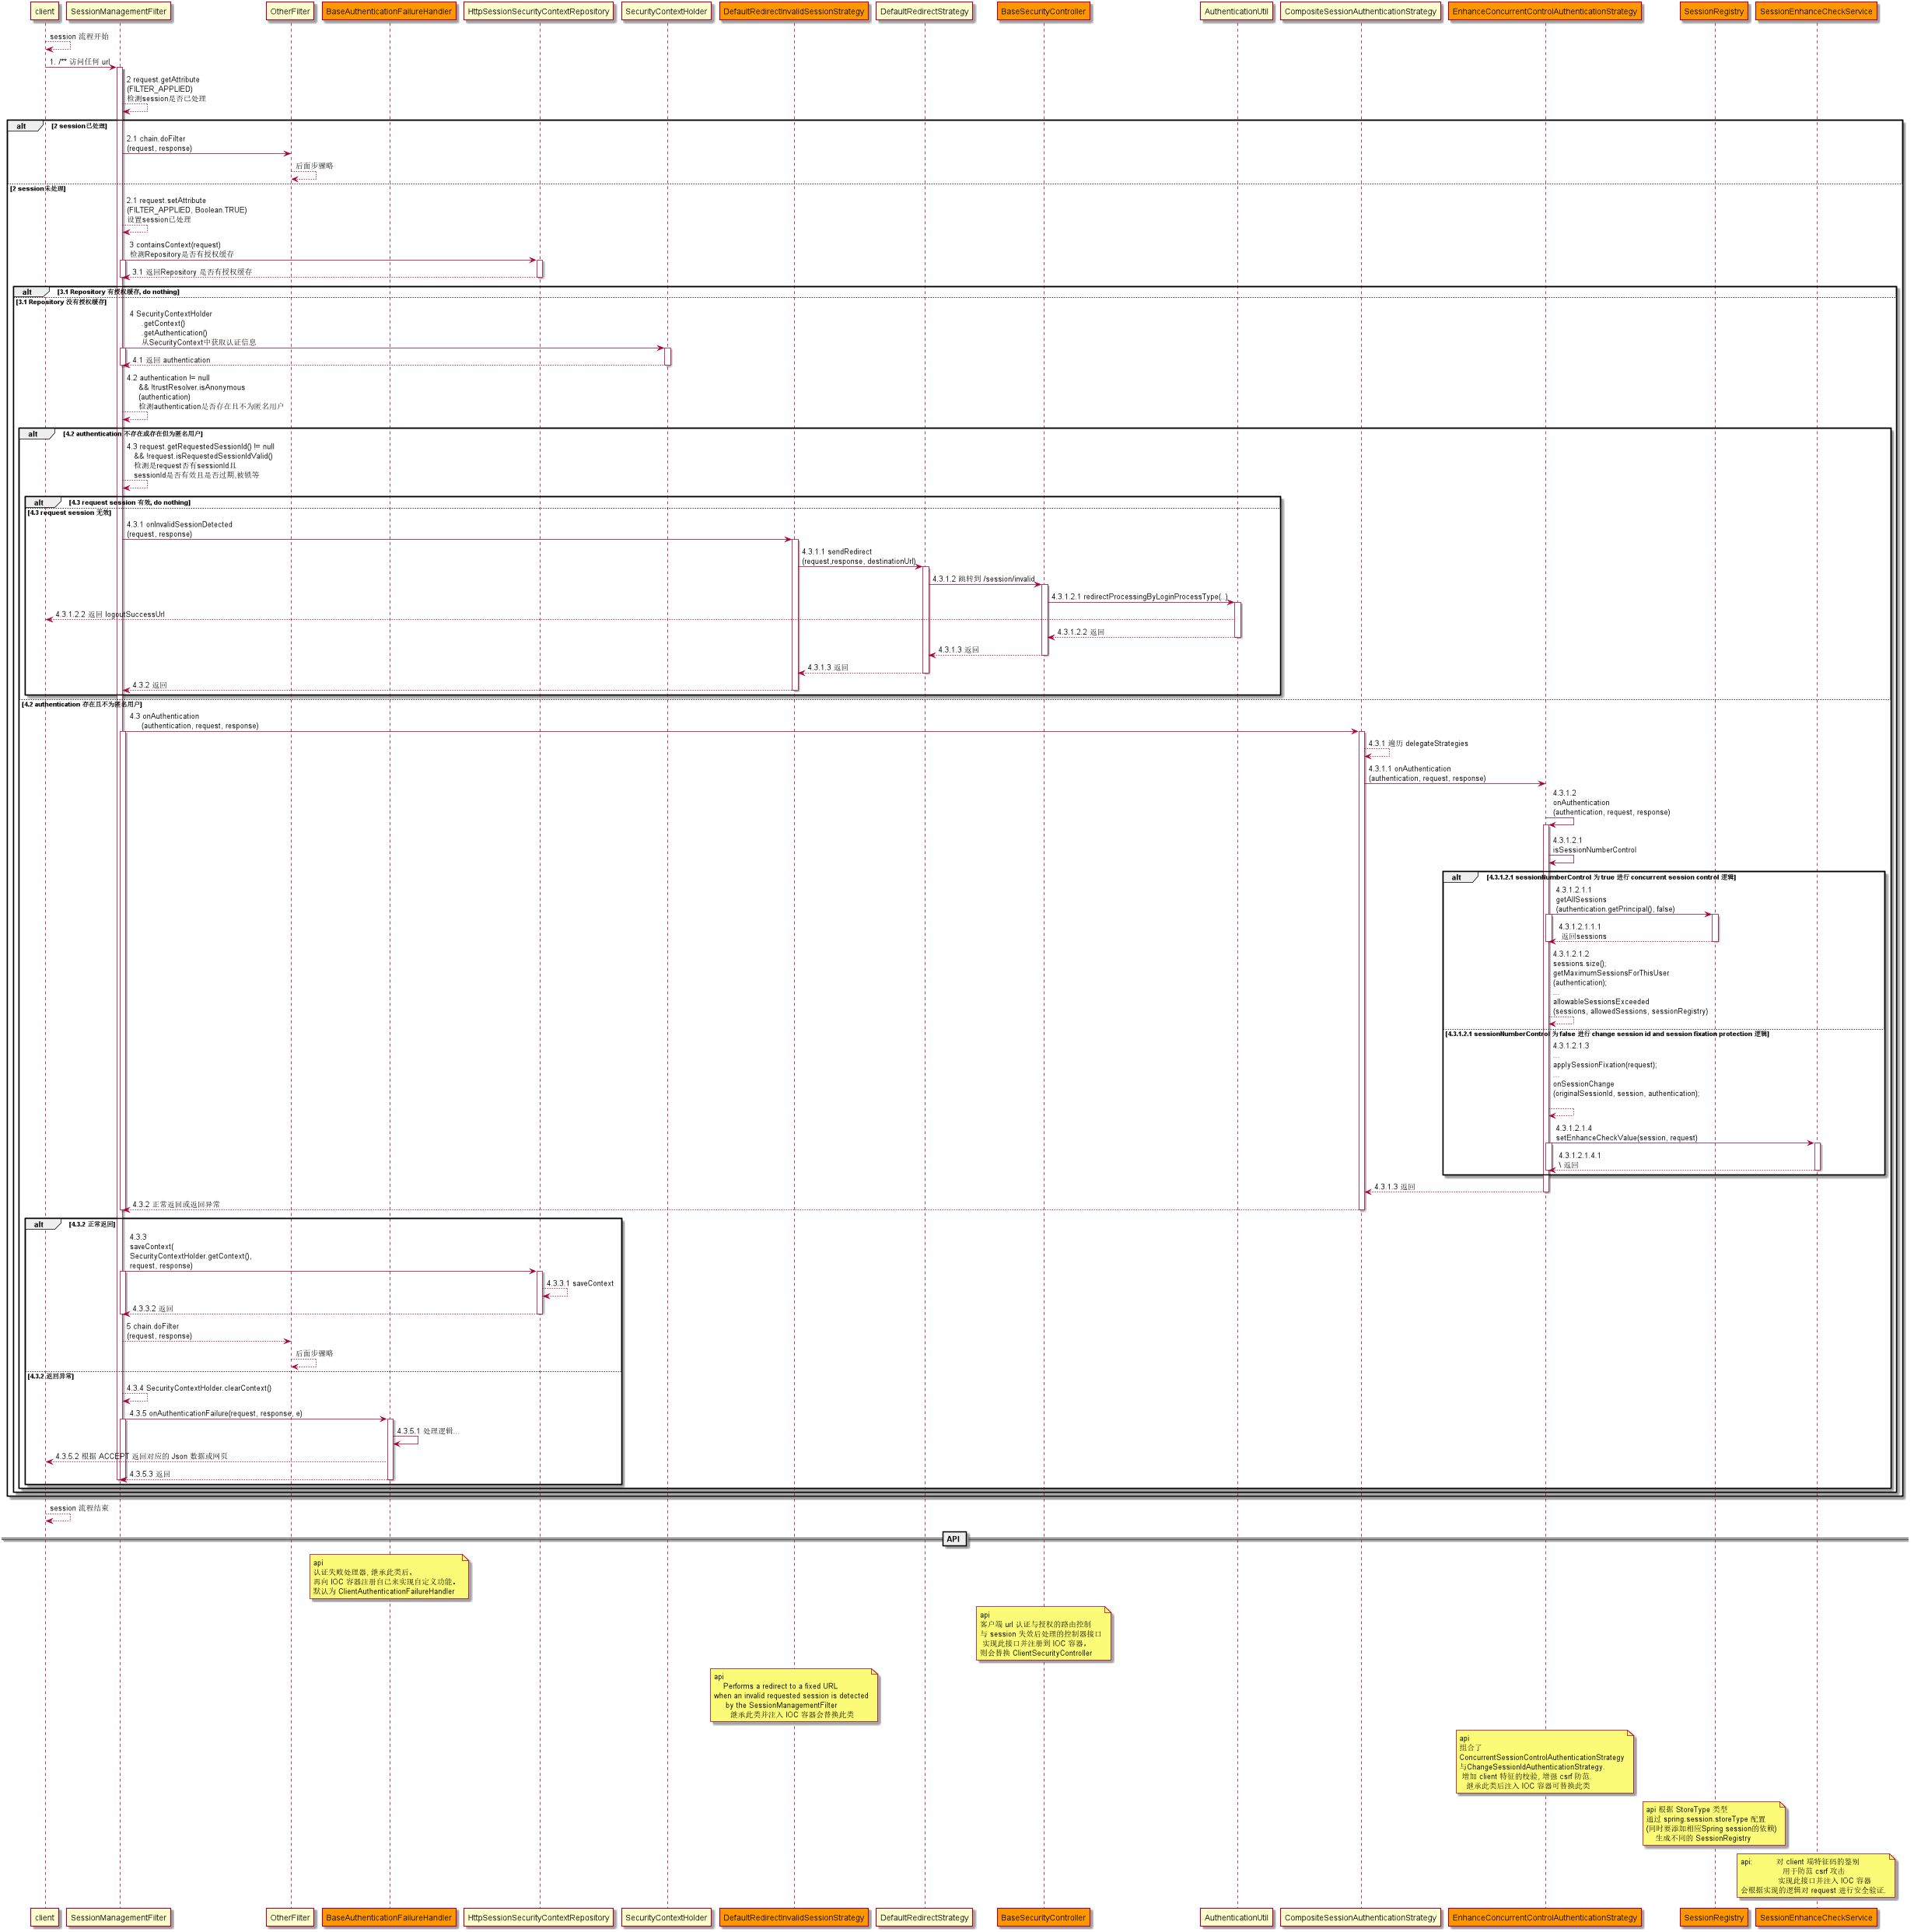 client
SessionManagementFilter
OtherFilter
BaseAuthenticationFailureHandler
HttpSessionSecurityContextRepository
SecurityContextHolder
DefaultRedirectInvalidSessionStrategy
DefaultRedirectStrategy
BaseSecurityController
AuthenticationUtil
CompositeSessionAuthenticationStrategy
EnhanceConcurrentControlAuthenticationStrategy
SessionRegistry
SessionEnhanceCheckService
session 流程开始
1. /** 访问任何 url
2 request.getAttribute
(FILTER_APPLIED)
检测session是否已处理
alt [2 session已处理]
2.1 chain.doFilter
(request, response)
后面步骤略
[2 session未处理]
2.1 request.setAttribute
(FILTER_APPLIED, Boolean.TRUE)
设置session已处理
3 containsContext(request)
检测Repository是否有授权缓存
3.1 返回Repository 是否有授权缓存
alt [3.1 Repository 有授权缓存, do nothing]
[3.1 Repository 没有授权缓存]
4 SecurityContextHolder
.getContext()
.getAuthentication()
从SecurityContext中获取认证信息
4.1 返回 authentication
4.2 authentication != null
&& !trustResolver.isAnonymous
(authentication)
检测authentication是否存在且不为匿名用户
alt [4.2 authentication 不存在或存在但为匿名用户]
4.3 request.getRequestedSessionId() != null
&& !request.isRequestedSessionIdValid()
检测是request否有sessionId且
sessionId是否有效且是否过期,被锁等
alt [4.3 request session 有效, do nothing]
[4.3 request session 无效]
4.3.1 onInvalidSessionDetected
(request, response)
4.3.1.1 sendRedirect
(request,response, destinationUrl)
4.3.1.2 跳转到 /session/invalid
4.3.1.2.1 redirectProcessingByLoginProcessType(..)
4.3.1.2.2 返回 logoutSuccessUrl
4.3.1.2.2 返回
4.3.1.3 返回
4.3.1.3 返回
4.3.2 返回
[4.2 authentication 存在且不为匿名用户]
4.3 onAuthentication
(authentication, request, response)
4.3.1 遍历 delegateStrategies
4.3.1.1 onAuthentication
(authentication, request, response)
4.3.1.2
onAuthentication
(authentication, request, response)
4.3.1.2.1
isSessionNumberControl
alt [4.3.1.2.1 sessionNumberControl 为 true 进行 concurrent session control 逻辑]
4.3.1.2.1.1
getAllSessions
(authentication.getPrincipal(), false)
4.3.1.2.1.1.1
返回sessions
4.3.1.2.1.2
sessions.size();
getMaximumSessionsForThisUser
(authentication);
...
allowableSessionsExceeded
(sessions, allowedSessions, sessionRegistry)
[4.3.1.2.1 sessionNumberControl 为 false 进行 change session id and session fixation protection 逻辑]
4.3.1.2.1.3
...
applySessionFixation(request);
...
onSessionChange
(originalSessionId, session, authentication);
4.3.1.2.1.4
setEnhanceCheckValue(session, request)
4.3.1.2.1.4.1
\ 返回
4.3.1.3 返回
4.3.2 正常返回或返回异常
alt [4.3.2 正常返回]
4.3.3
saveContext(
SecurityContextHolder.getContext(),
request, response)
4.3.3.1 saveContext
4.3.3.2 返回
5 chain.doFilter
(request, response)
后面步骤略
[4.3.2 返回异常]
4.3.4 SecurityContextHolder.clearContext()
4.3.5 onAuthenticationFailure(request, response, e)
4.3.5.1 处理逻辑...
4.3.5.2 根据 ACCEPT 返回对应的 Json 数据或网页
4.3.5.3 返回
session 流程结束
API
api
认证失败处理器, 继承此类后。
再向 IOC 容器注册自己来实现自定义功能。
默认为 ClientAuthenticationFailureHandler
api
客户端 url 认证与授权的路由控制
与 session 失效后处理的控制器接口
实现此接口并注册到 IOC 容器,
则会替换 ClientSecurityController
api
Performs a redirect to a fixed URL
when an invalid requested session is detected
by the SessionManagementFilter
继承此类并注入 IOC 容器会替换此类
api
组合了
ConcurrentSessionControlAuthenticationStrategy
与ChangeSessionIdAuthenticationStrategy.
增加 client 特征的校验, 增强 csrf 防范.
继承此类后注入 IOC 容器可替换此类
api 根据 StoreType 类型
通过 spring.session.storeType 配置
(同时要添加相应Spring session的依赖)
生成不同的 SessionRegistry
api: 对 client 端特征码的鉴别
用于防范 csrf 攻击
实现此接口并注入 IOC 容器
会根据实现的逻辑对 request 进行安全验证.
client
SessionManagementFilter
OtherFilter
BaseAuthenticationFailureHandler
HttpSessionSecurityContextRepository
SecurityContextHolder
DefaultRedirectInvalidSessionStrategy
DefaultRedirectStrategy
BaseSecurityController
AuthenticationUtil
CompositeSessionAuthenticationStrategy
EnhanceConcurrentControlAuthenticationStrategy
SessionRegistry
SessionEnhanceCheckService